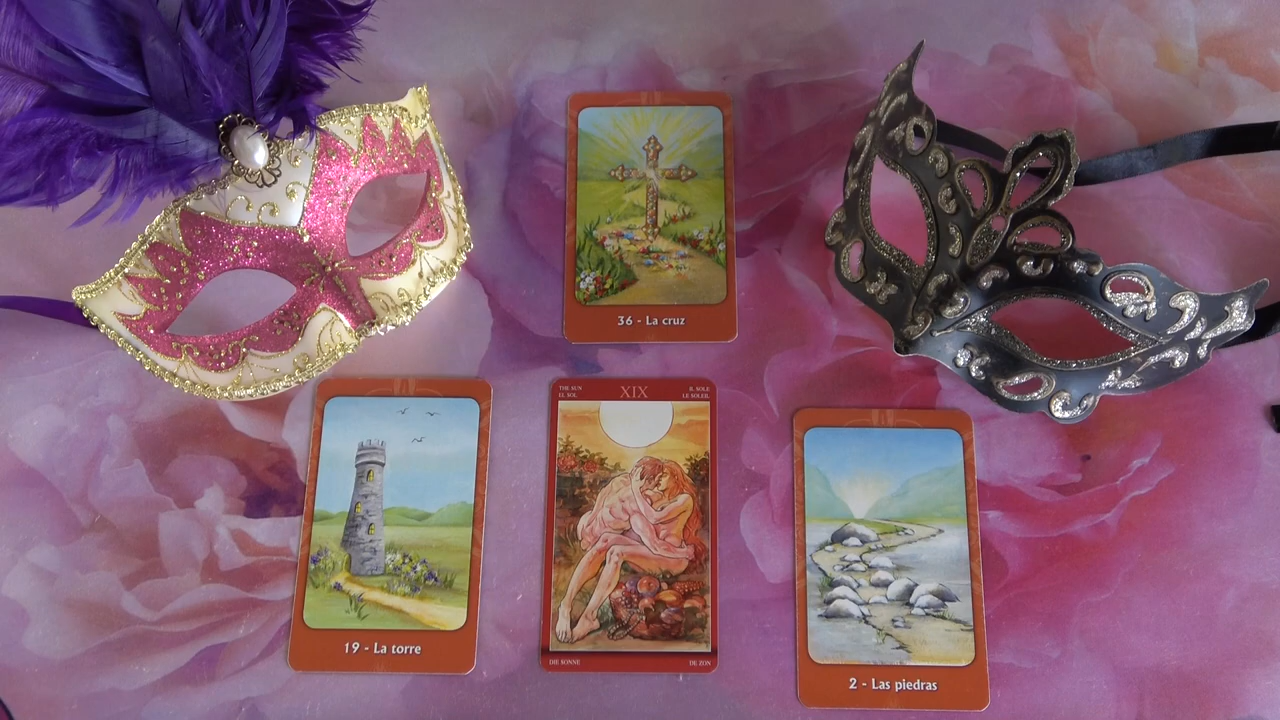 36 - La cruz
19 - La torre
THE SUN
EL SOL
XIX
IL SOLE
LE SOLEIL
DIE SONNE
DE ZON
2 - Las piedras